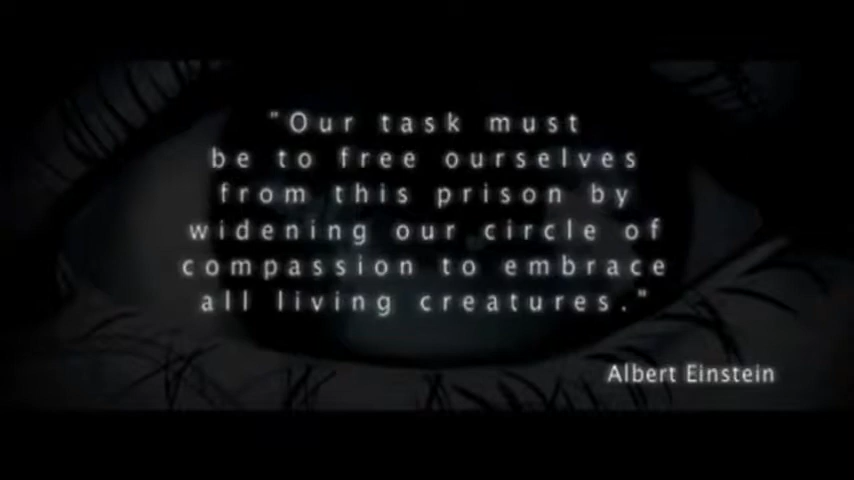 "Our task must
be to free ourselves
from this prison by
widening our circle of
compassion to embrace
all living creatures."
Albert Einstein